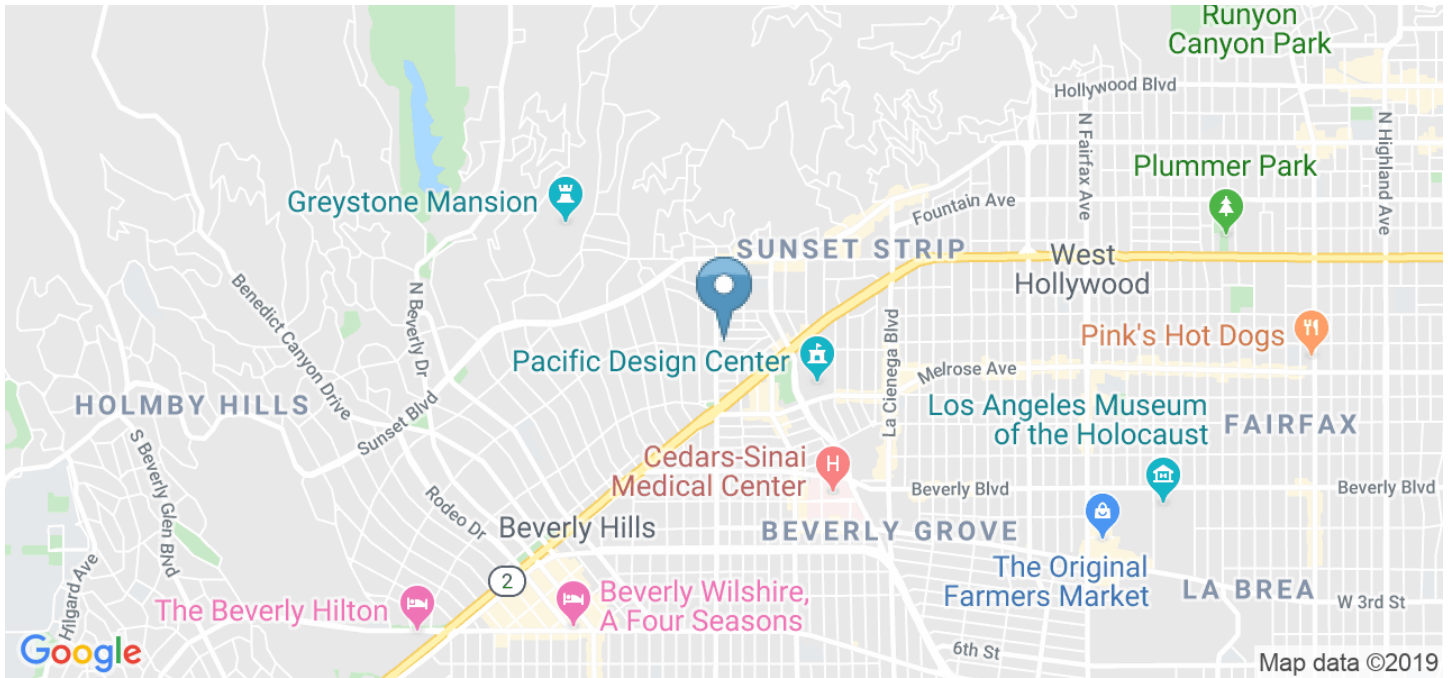 Runyon
Canyon Park
Hollywood Blvd
N Fairfax Ave
N Highland Ave
Plummer Park
Greystone Mansion
Fountain Ave
SUNSET STRIP
West
Hollywood
Benedict Canyon Drive
N Beverly Dr
Pink's Hot Dogs
La Cienega Blvd
Pacific Design Center
Melrose Ave
HOLMBY HILLS
Sunset Blvd
Los Angeles Museum
of the Holocaust
FAIRFAX
S Beverly Glen Blvd
Cedars-Sinai
Medical Center
H
Beverly Blvd
Beverly Blvd
Rodeo Dr
Beverly Hills
BEVERLY GROVE
2
The Original
Farmers Market
LA BREA
Hilgard Ave
The Beverly Hilton
Beverly Wilshire,
A Four Seasons
W 3rd St
6th St
Google
Map data ©2019